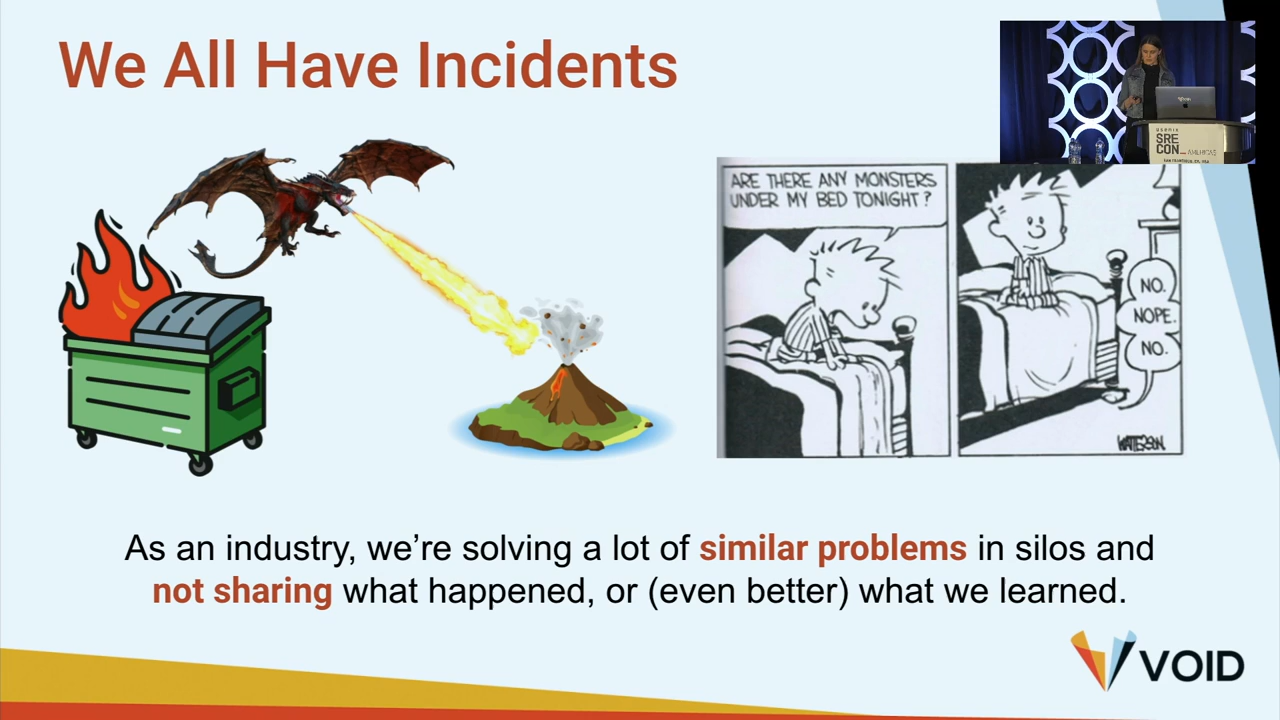 We All Have Incidents
usenix
SRE
CON
AMERICAS
ARE THERE ANY MONSTERS
UNDER MY BED TONIGHT?
NO.
NOPE.
NO.
WATTERSON
As an industry, we’re solving a lot of similar problems in silos and
not sharing what happened, or (even better) what we learned.
VOID